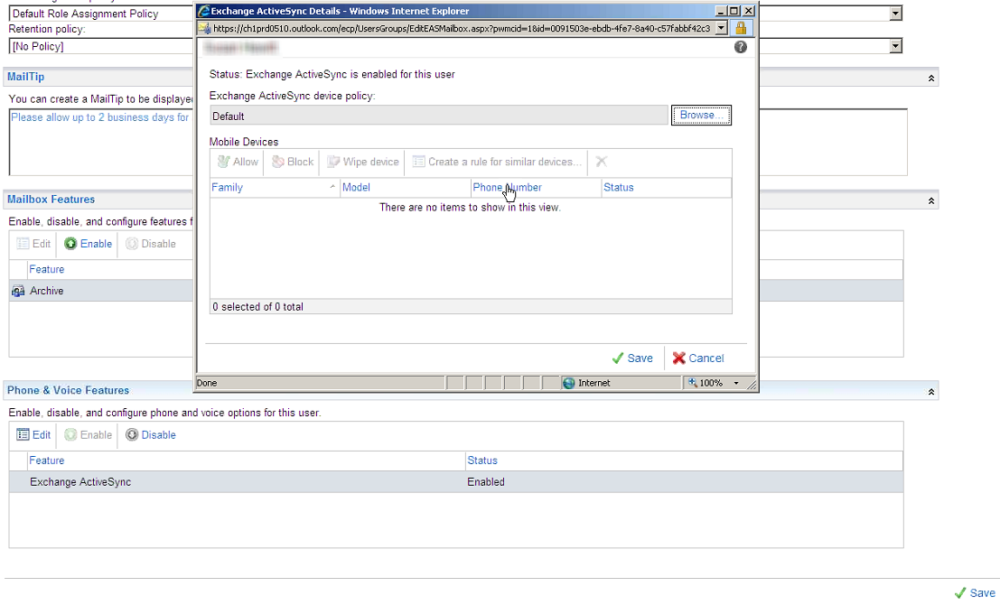 Default Role Assignment Policy
Retention policy:
[No Policy]
MailTip
You can create a MailTip to be displayed
Please allow up to 2 business days for
Mailbox Features
Enable, disable, and configure features f
Edit Enable Disable
Feature
Archive
Exchange ActiveSync Details - Windows Internet Explorer
https://ch1prd0510.outlook.com/ecp/UsersGroups/EditEASMailbox.aspx?pwmcid=1&id=0091503e-ebdb-4fe7-8a40-c57fabbf42c3
Status: Exchange ActiveSync is enabled for this user
Exchange ActiveSync device policy:
Default Browse...
Mobile Devices
Allow Block Wipe device Create a rule for similar devices...
Family Model Phone Number Status
There are no items to show in this view.
0 selected of 0 total
Save Cancel
Done Internet 100%
Phone & Voice Features
Enable, disable, and configure phone and voice options for this user.
Edit Enable Disable
Feature Status
Exchange ActiveSync Enabled
Save